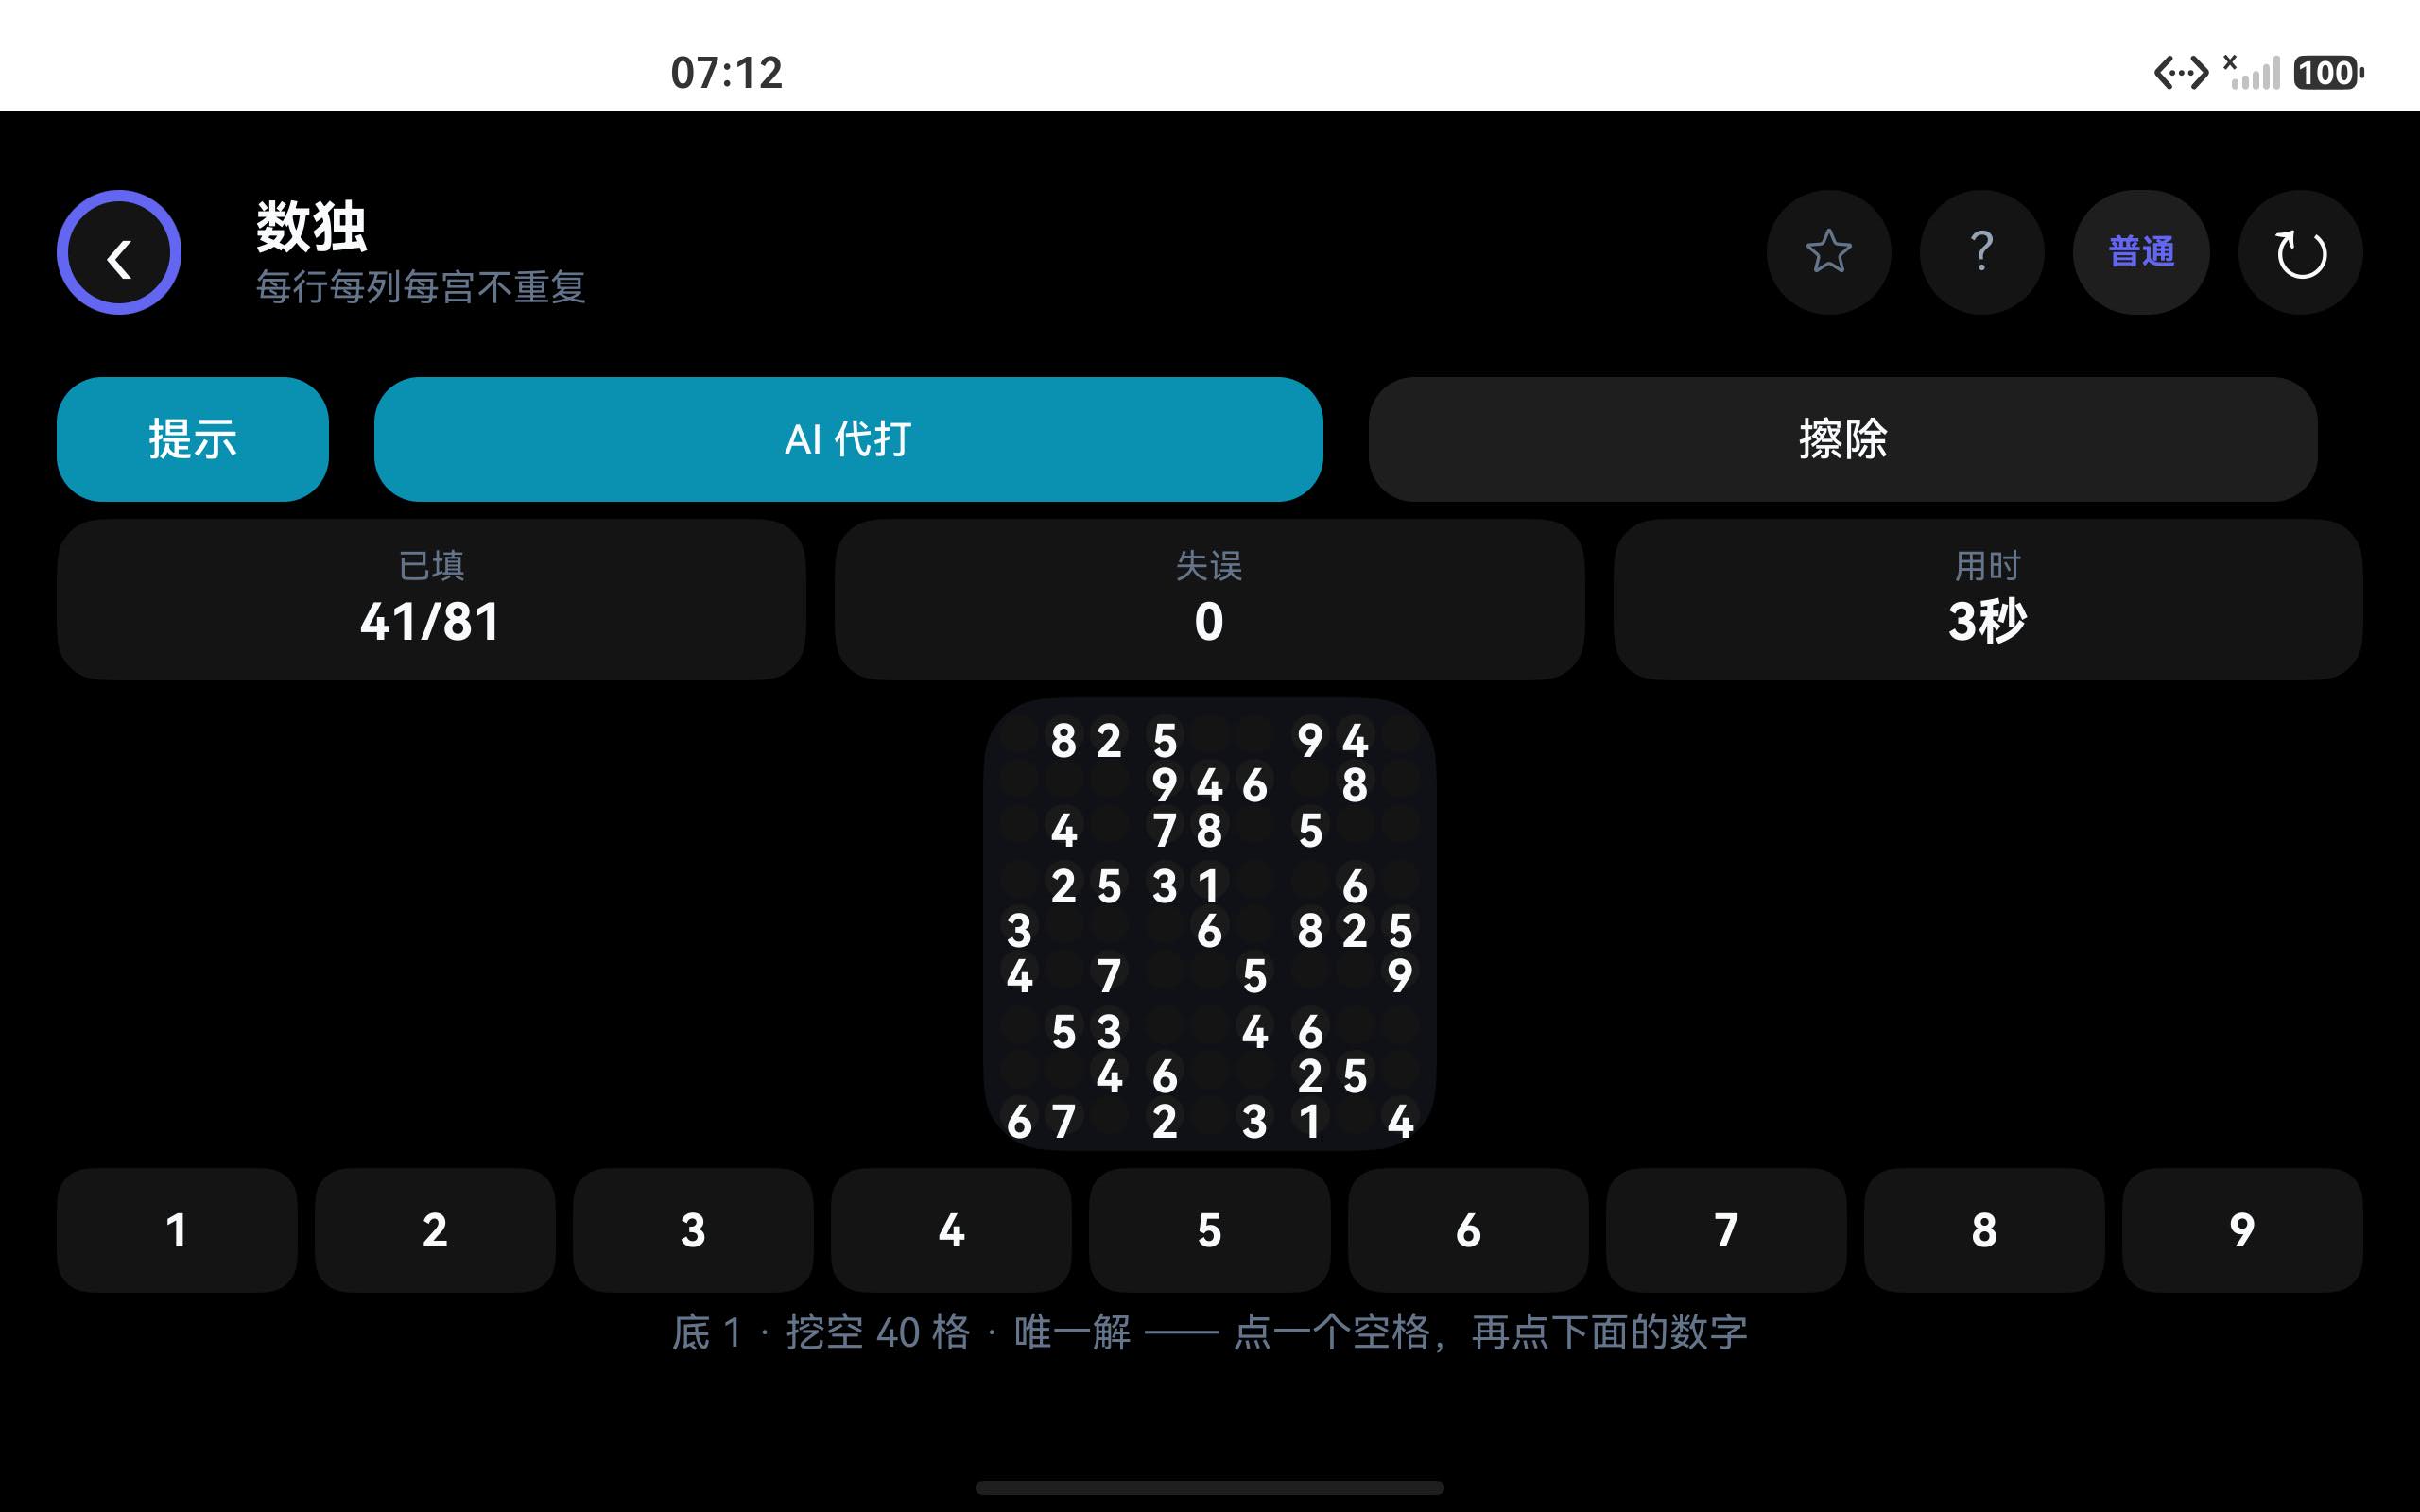 07:12
100
数独
每行每列每宫不重复
?
普通
提示
AI 代打
擦除
已填
41/81
失误
0
用时
3秒
8 2 5 9 4
9 4 6 8
4 7 8 5
2 5 3 1 6
3 6 8 2 5
4 7 5 9
5 3 4 6
4 6 2 5
6 7 2 3 1 4
1 2 3 4 5 6 7 8 9
底 1 · 挖空 40 格 · 唯一解 —— 点一个空格，再点下面的数字